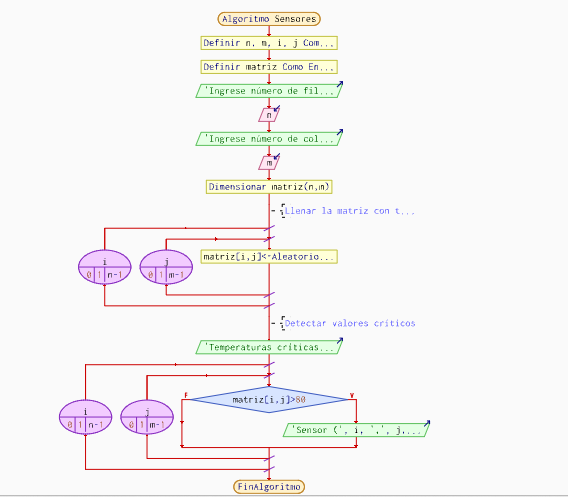 Algoritmo Sensores
Definir n, m, i, j Com...
Definir matriz Como En...
'Ingrese número de fil...
n
'Ingrese número de col...
m
Dimensionar matriz(n,m)
Llenar la matriz con t...
i
0 1 n-1
j
0 1 m-1
matriz[i,j]<-Aleatorio...
Detectar valores críticos
'Temperaturas críticas...
i
0 1 n-1
j
0 1 m-1
F
matriz[i,j]>80
V
'Sensor (', i, ',', j,...
FinAlgoritmo